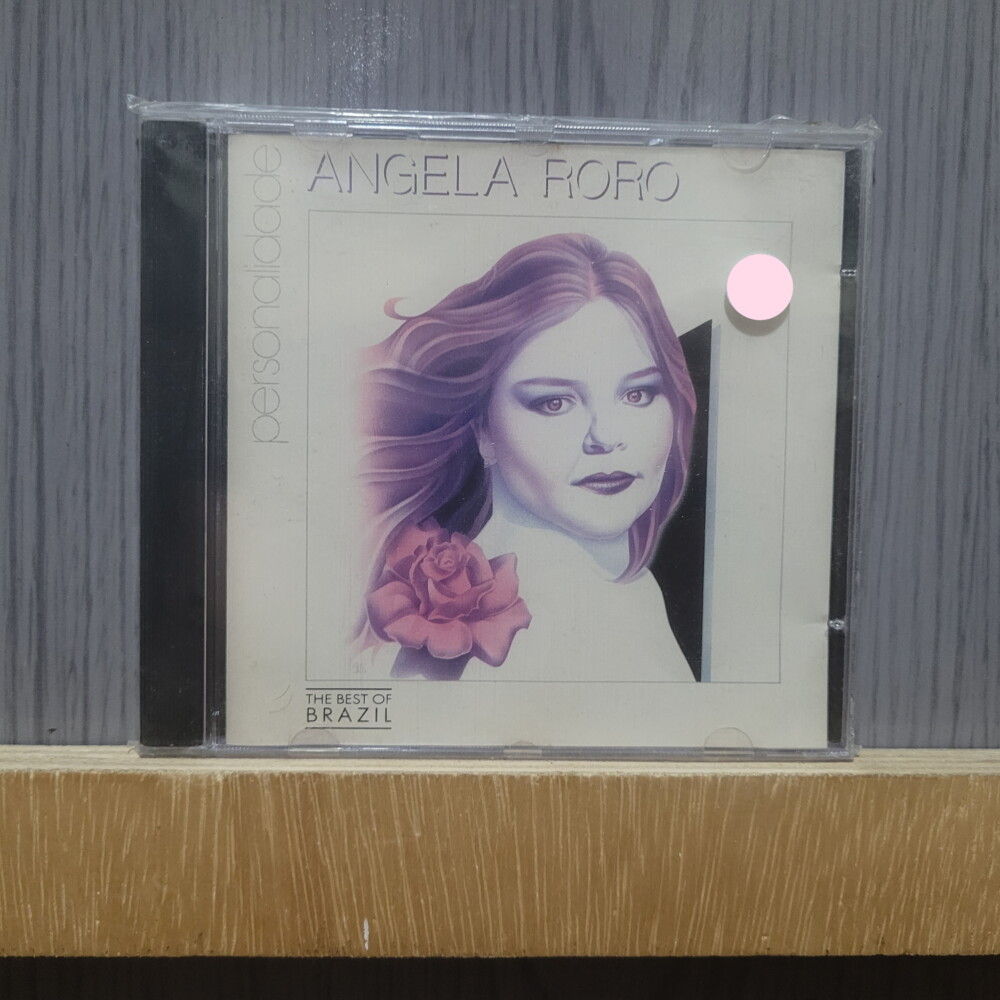 ANGELA RORO
personalidade
THE BEST OF
BRAZIL